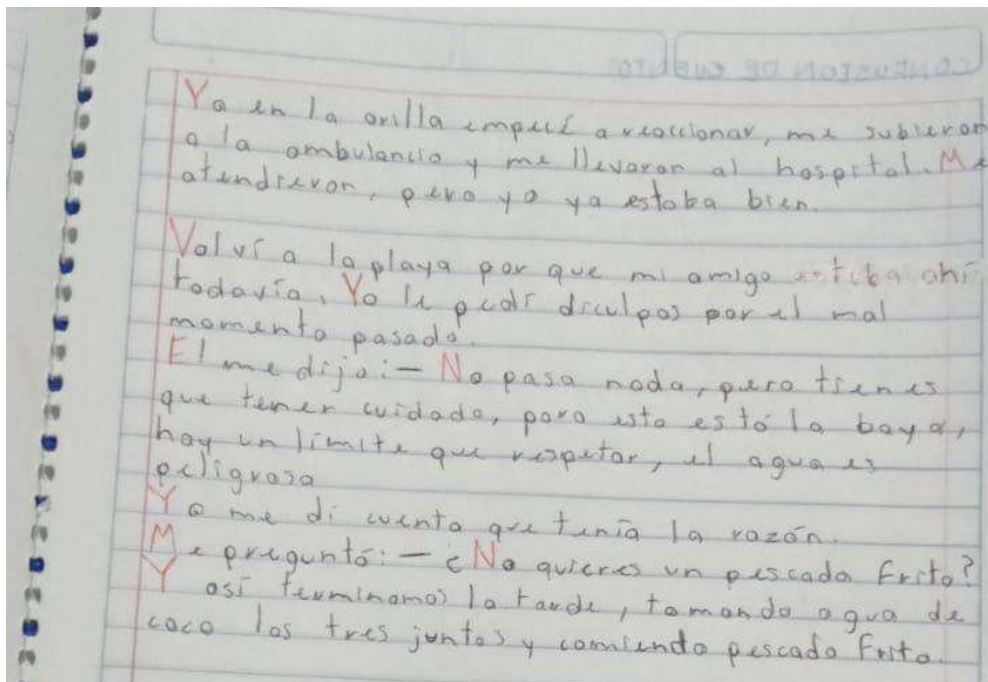 Ya en la orilla empecé a reaccionar, me subieron
a la ambulancia y me llevaron al hospital. Me
atendieron, pero yo ya estaba bien.
Volví a la playa por que mi amigo estaba ahí
todavía. Yo le pedí diculpas por el mal
momento pasado.
El me dijo: — No pasa nada, pero tienes
que tener cuidado, para esto está la boya,
hay un límite que respetar, el agua es
peligrosa
Yo me di cuenta que tenía la razón.
Me preguntó: — ¿No quieres un pescado frito?
Y así terminamos la tarde, tomando agua de
coco los tres juntos y comiendo pescado frito.